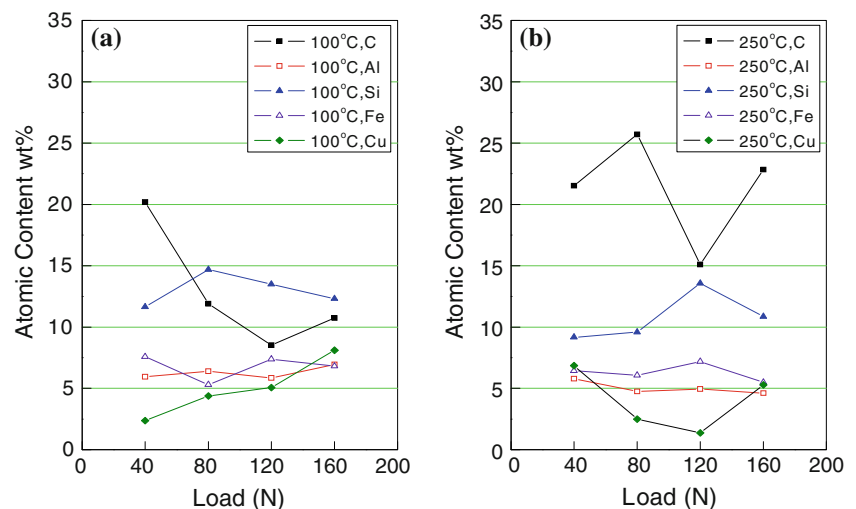 (a)
100°C,C
100°C,Al
100°C,Si
100°C,Fe
100°C,Cu
35
30
25
20
15
10
5
0
Atomic Content wt%
0 40 80 120 160 200
Load (N)
(b)
250°C,C
250°C,Al
250°C,Si
250°C,Fe
250°C,Cu
35
30
25
20
15
10
5
0
Atomic Content wt%
0 40 80 120 160 200
Load (N)